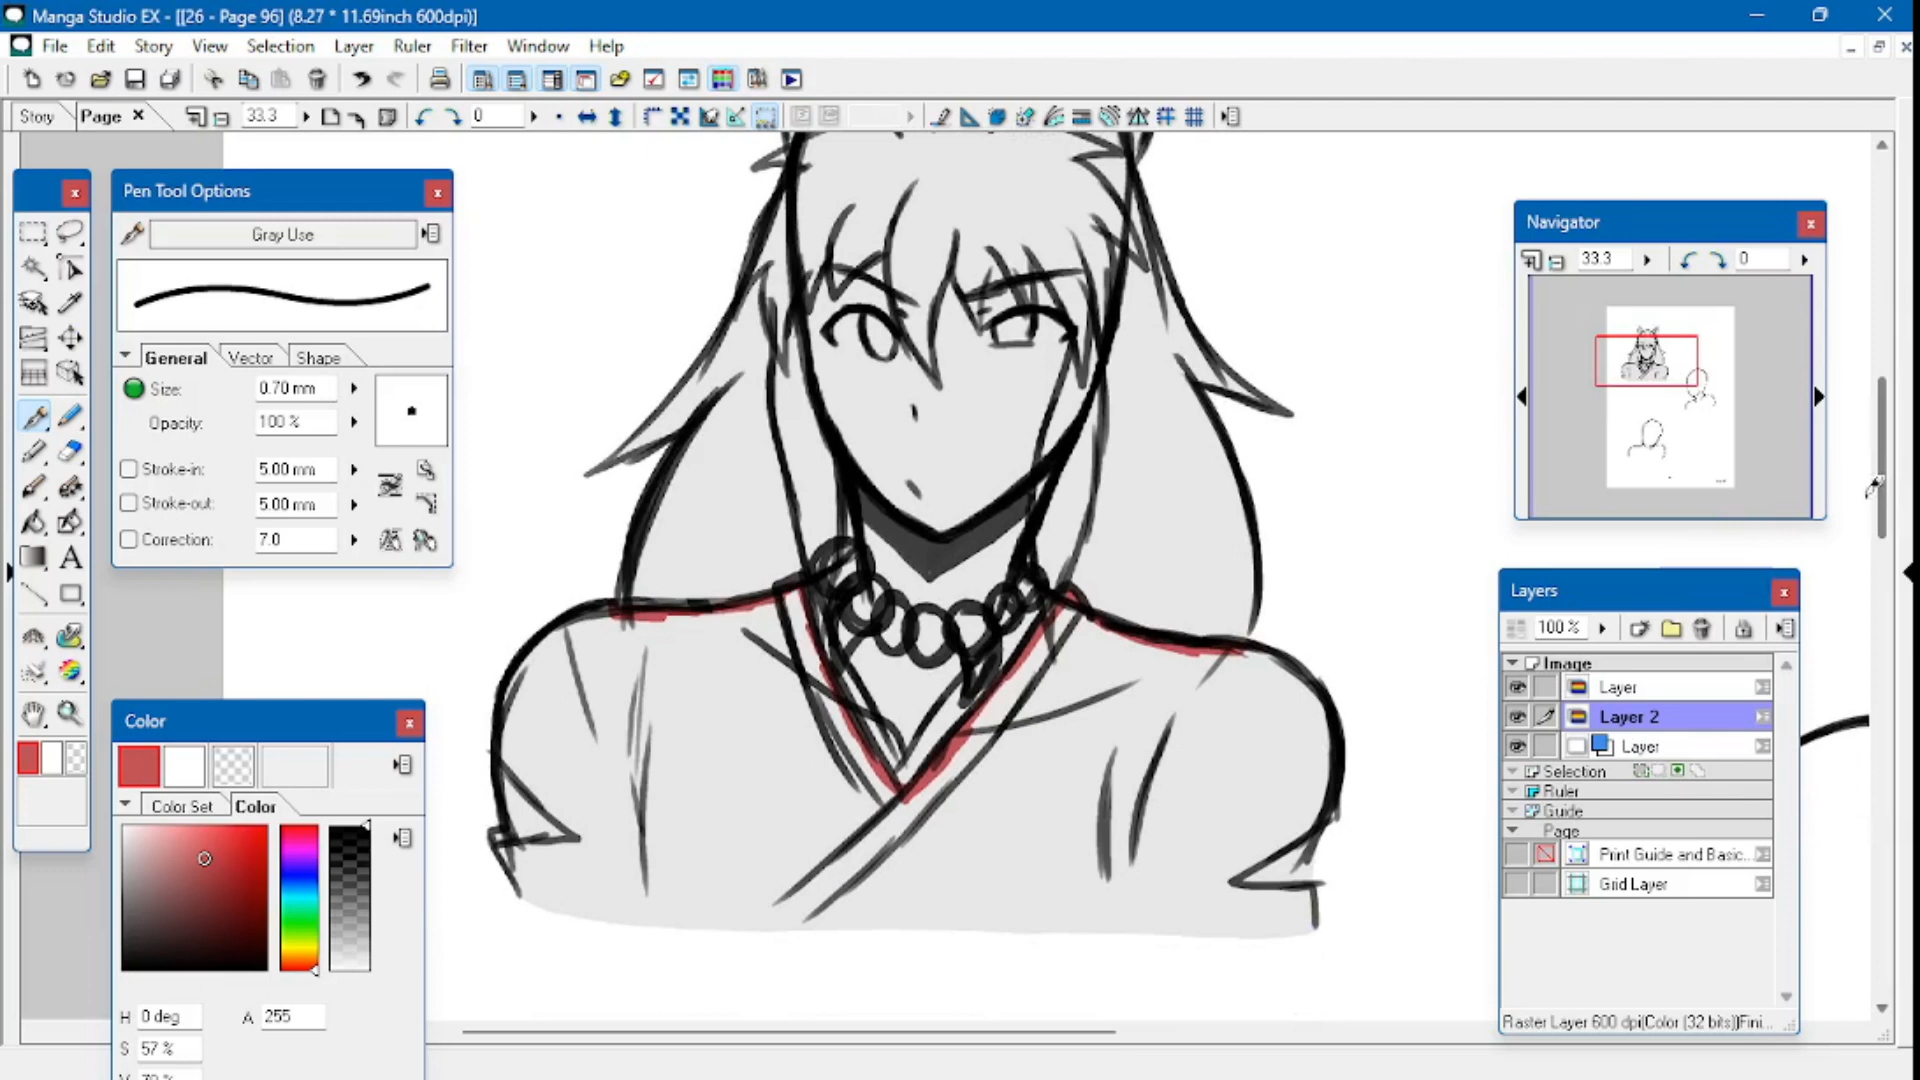 Manga Studio EX - [[26 - Page 96] (8.27 * 11.69inch 600dpi)]
File Edit Story View Selection Layer Ruler Filter Window Help
Story Page 33.3 0
Pen Tool Options
Gray Use
General Vector Shape
Size: 0.70 mm
Opacity: 100 %
Stroke-in: 5.00 mm
Stroke-out: 5.00 mm
Correction: 7.0
Color
Color Set Color
H 0 deg A 255
S 57 %
Navigator
33.3 0
Layers
100 %
Image
Layer
Layer 2
Layer
Selection
Ruler
Guide
Page
Print Guide and Basic...
Grid Layer
Raster Layer 600 dpi(Color (32 bits))Fini...